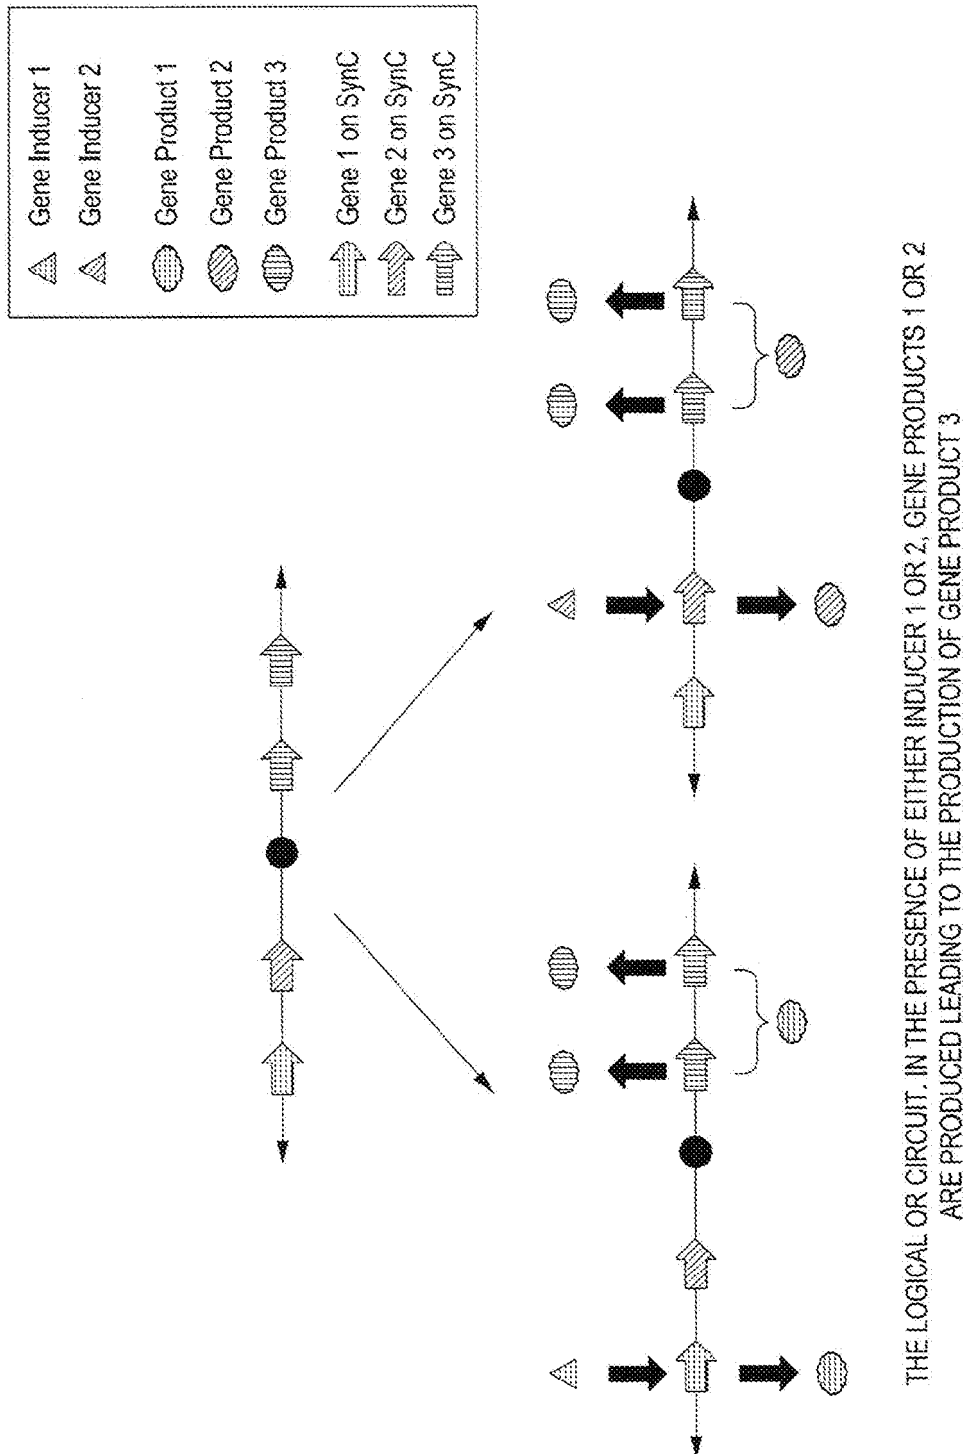 Gene Inducer 1
Gene Inducer 2
Gene Product 1
Gene Product 2
Gene Product 3
Gene 1 on SynC
Gene 2 on SynC
Gene 3 on SynC
THE LOGICAL OR CIRCUIT. IN THE PRESENCE OF EITHER INDUCER 1 OR 2, GENE PRODUCTS 1 OR 2
ARE PRODUCED LEADING TO THE PRODUCTION OF GENE PRODUCT 3